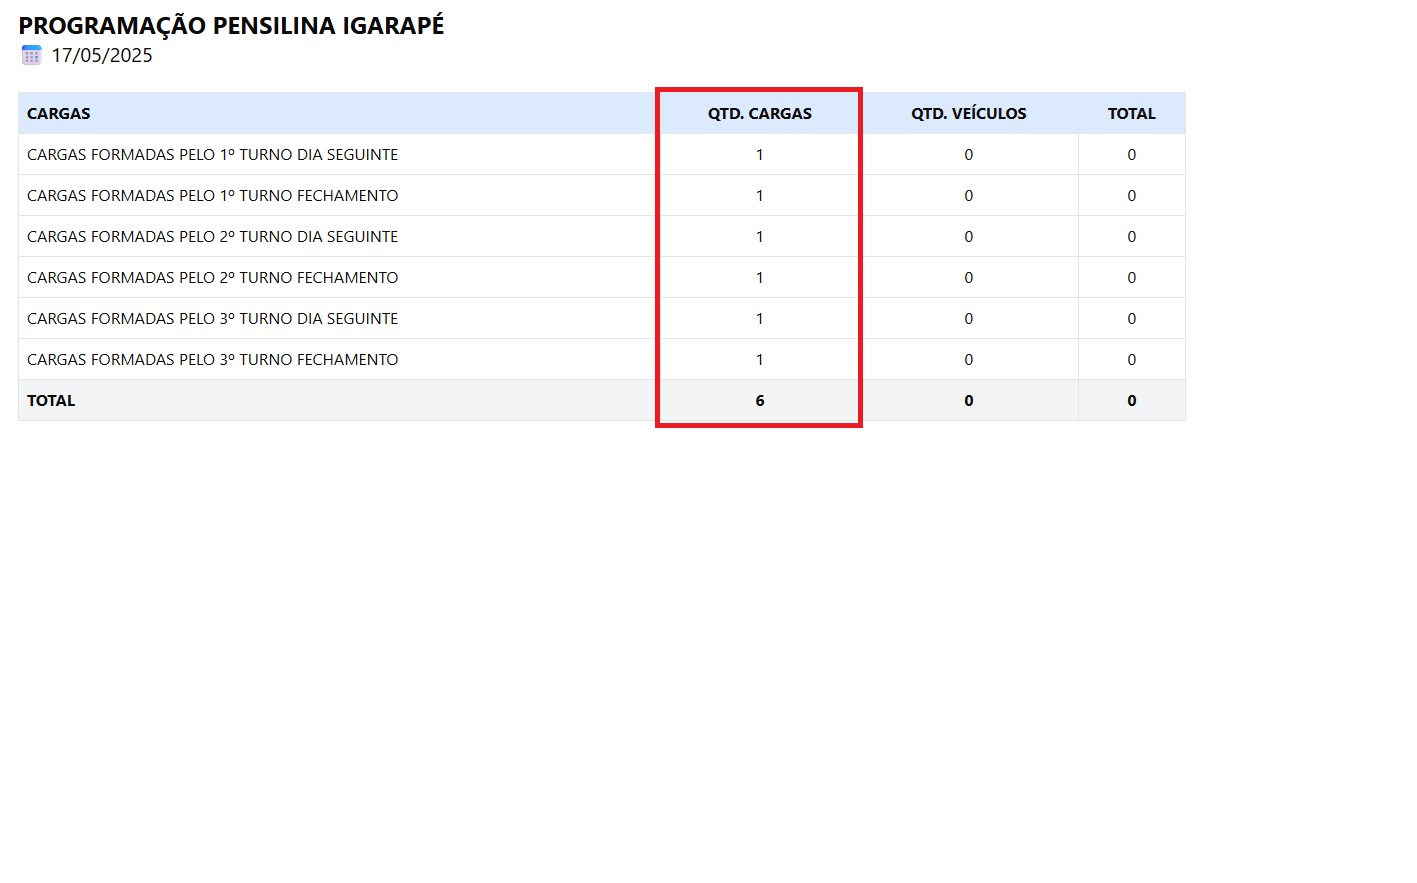 PROGRAMAÇÃO PENSILINA IGARAPÉ
17/05/2025
CARGAS QTD. CARGAS QTD. VEÍCULOS TOTAL
CARGAS FORMADAS PELO 1º TURNO DIA SEGUINTE 1 0 0
CARGAS FORMADAS PELO 1º TURNO FECHAMENTO 1 0 0
CARGAS FORMADAS PELO 2º TURNO DIA SEGUINTE 1 0 0
CARGAS FORMADAS PELO 2º TURNO FECHAMENTO 1 0 0
CARGAS FORMADAS PELO 3º TURNO DIA SEGUINTE 1 0 0
CARGAS FORMADAS PELO 3º TURNO FECHAMENTO 1 0 0
TOTAL 6 0 0